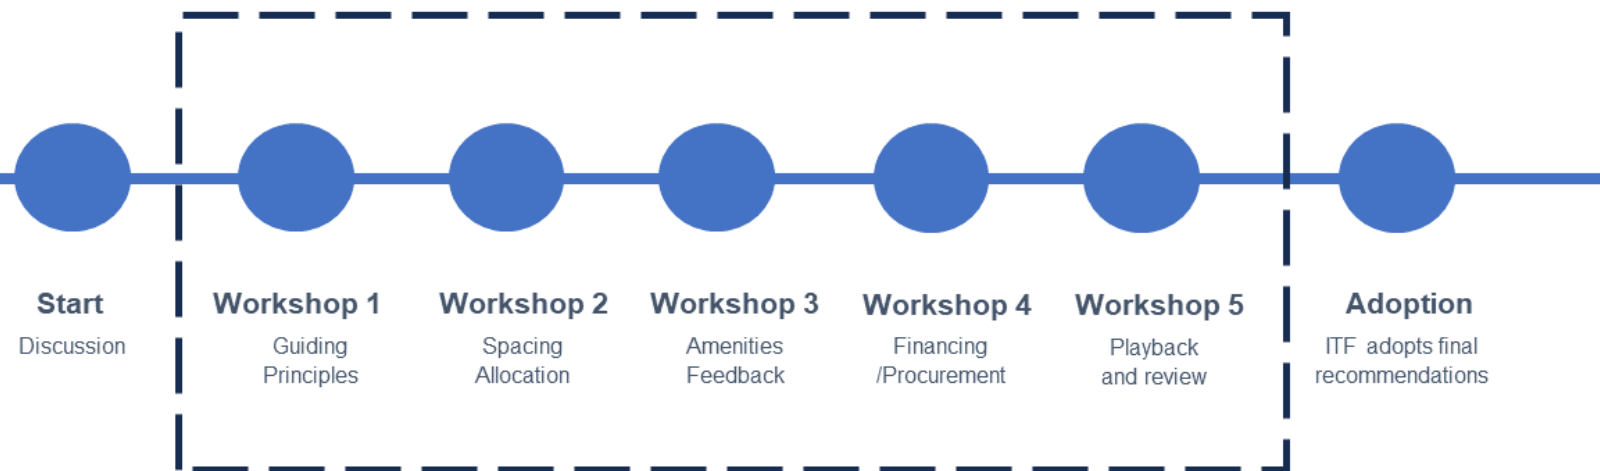 Start
Discussion
Workshop 1
Guiding
Principles
Workshop 2
Spacing
Allocation
Workshop 3
Amenities
Feedback
Workshop 4
Financing
/Procurement
Workshop 5
Playback
and review
Adoption
ITF adopts final
recommendations